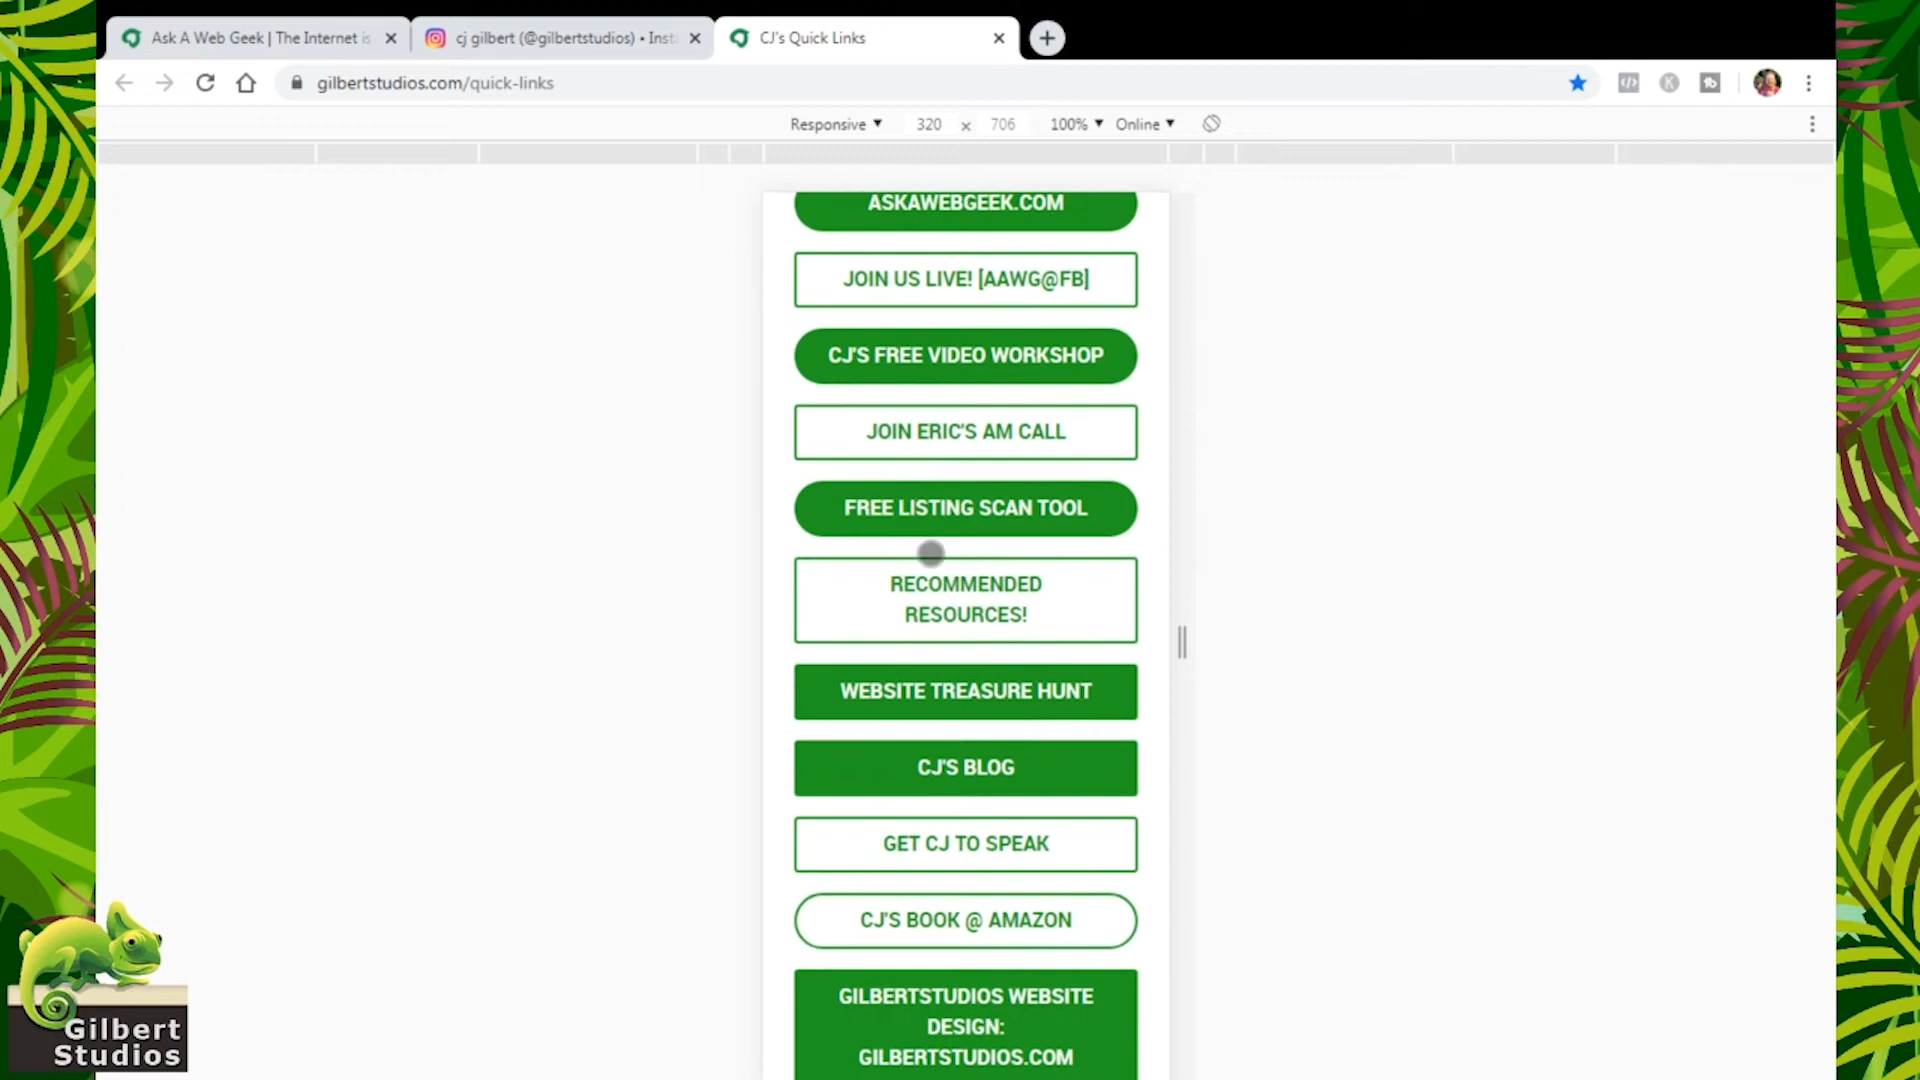 Ask A Web Geek | The Internet is
cj gilbert (@gilbertstudios) • Inst
CJ's Quick Links
gilbertstudios.com/quick-links
Responsive
320 x 706
100%
Online
ASKAWEBGEEK.COM
JOIN US LIVE! [AAWG@FB]
CJ'S FREE VIDEO WORKSHOP
JOIN ERIC'S AM CALL
FREE LISTING SCAN TOOL
RECOMMENDED
RESOURCES!
WEBSITE TREASURE HUNT
CJ'S BLOG
GET CJ TO SPEAK
CJ'S BOOK @ AMAZON
GILBERTSTUDIOS WEBSITE
DESIGN:
GILBERTSTUDIOS.COM
Gilbert
Studios